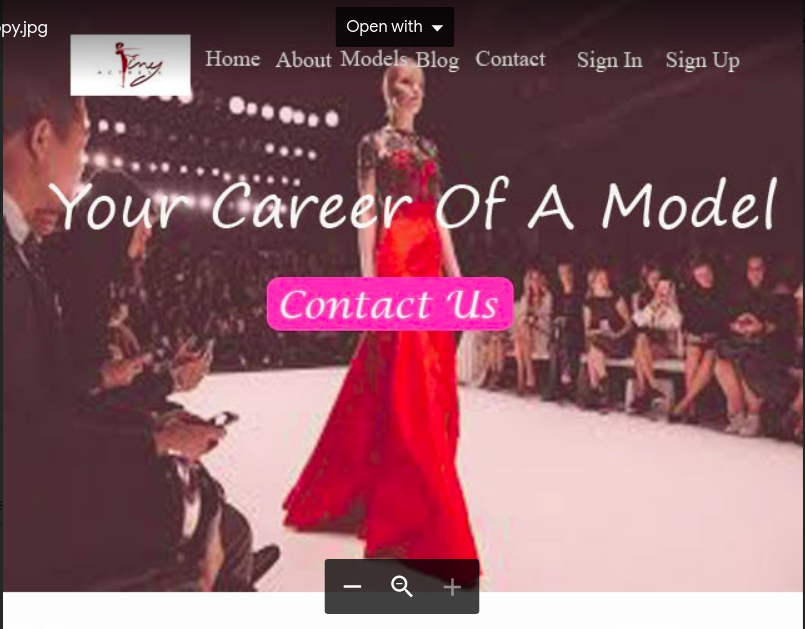 py.jpg
Open with
Tiny
Home About Models Blog Contact Sign In Sign Up
Your Career Of A Model
Contact Us